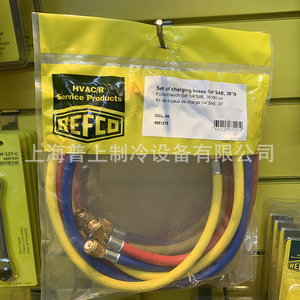 HVAC/R
Service Products
REFCO
Set of charging hoses 1/4"SAE, 36"/9
Füllschlauch-Set 1/4"SAE, 36"/90 cm
Kit de tuyaux de charge 1/4"SAE, 36"
CCL-36
上海普士制冷设备有限公司